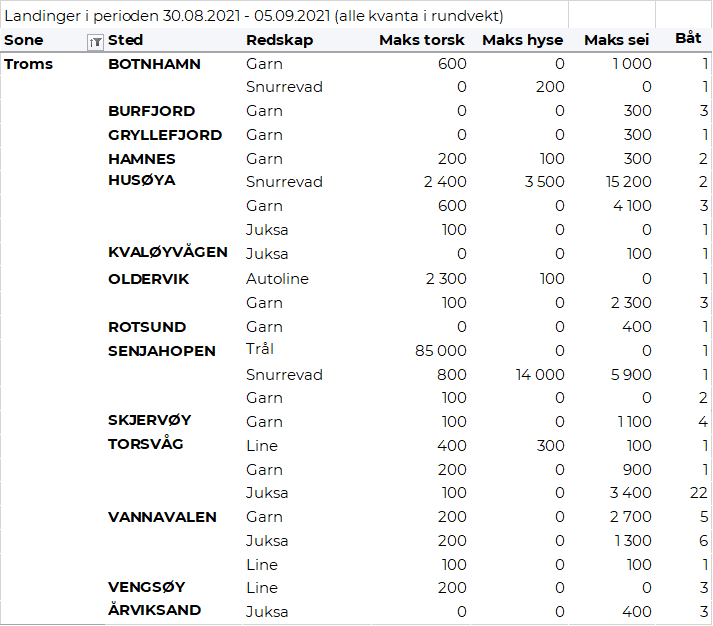 Landinger i perioden 30.08.2021 - 05.09.2021 (alle kvanta i rundvekt)
Sone Sted Redskap Maks torsk Maks hyse Maks sei Båt
Troms BOTNHAMN Garn 600 0 1 000 1
Snurrevad 0 200 0 1
BURFJORD Garn 0 0 300 3
GRYLLEFJORD Garn 0 0 300 1
HAMNES Garn 200 100 300 2
HUSØYA Snurrevad 2 400 3 500 15 200 2
Garn 600 0 4 100 3
Juksa 100 0 0 1
KVALØYVÅGEN Juksa 0 0 100 1
OLDERVIK Autoline 2 300 100 0 1
Garn 100 0 2 300 3
ROTSUND Garn 0 0 400 1
SENJAHOPEN Trål 85 000 0 0 1
Snurrevad 800 14 000 5 900 1
Garn 100 0 0 2
SKJERVØY Garn 100 0 1 100 4
TORSVÅG Line 400 300 100 1
Garn 200 0 900 1
Juksa 100 0 3 400 22
VANNAVALEN Garn 200 0 2 700 5
Juksa 200 0 1 300 6
Line 100 0 100 1
VENGSØY Line 200 0 0 3
ÅRVIKSAND Juksa 0 0 400 3